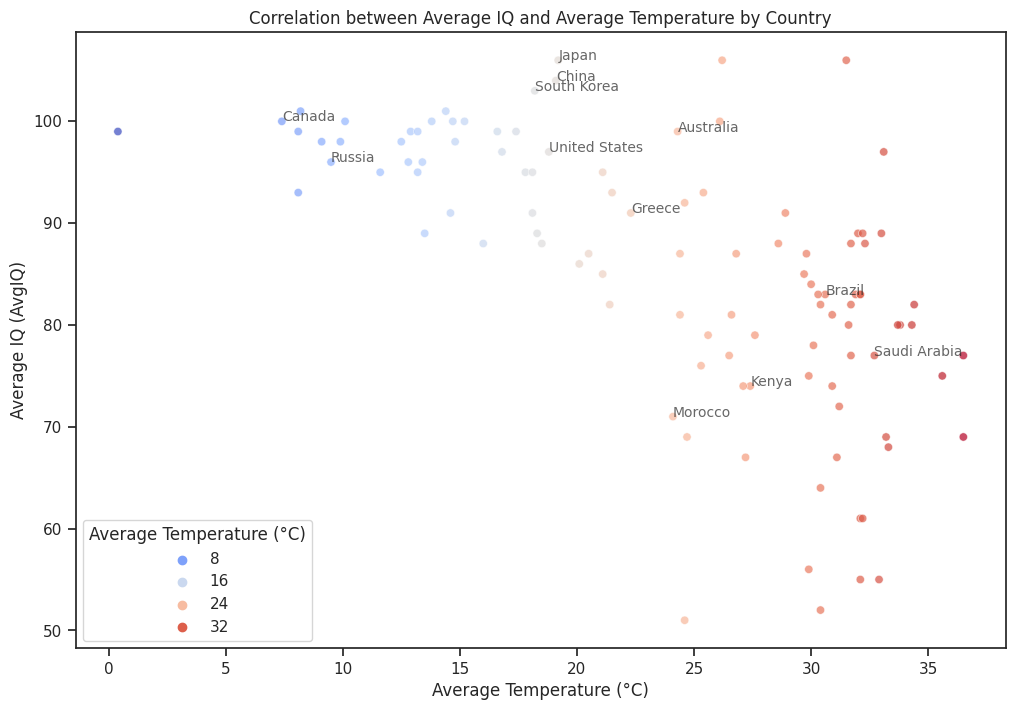 Correlation between Average IQ and Average Temperature by Country
Average IQ (AvgIQ)
100
90
80
70
60
50
Japan
China
South Korea
Canada
Australia
Russia
United States
Greece
Brazil
Saudi Arabia
Kenya
Morocco
Average Temperature (°C)
8
16
24
32
0
5
10
15
20
25
30
35
Average Temperature (°C)